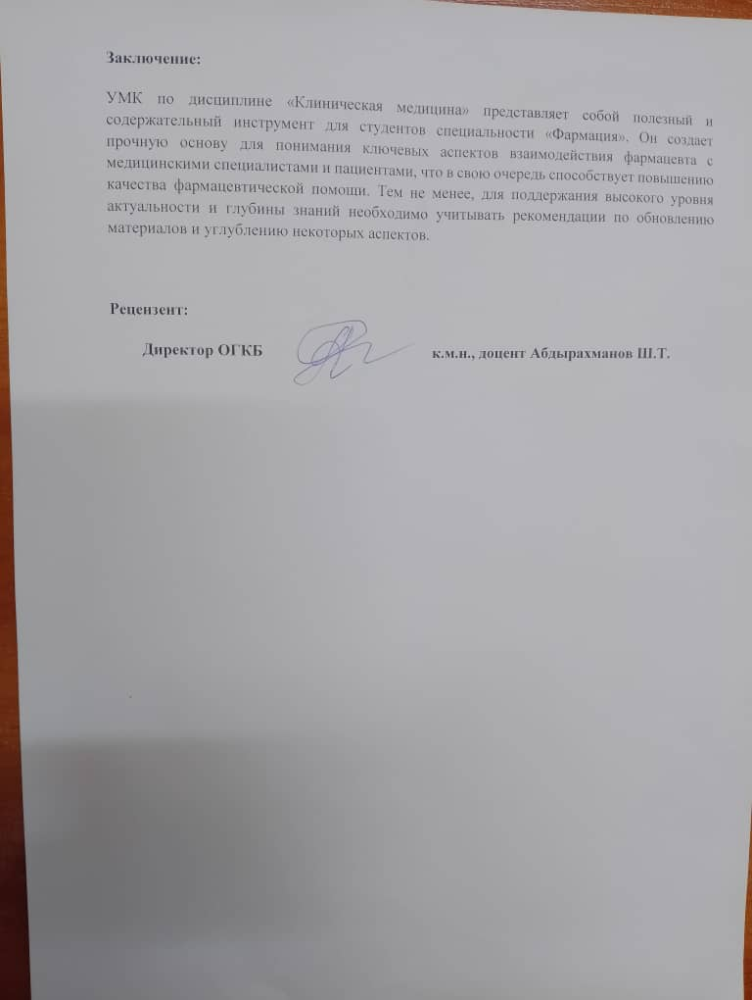 Заключение:
УМК по дисциплине «Клиническая медицина» представляет собой полезный и
содержательный инструмент для студентов специальности «Фармация». Он создает
прочную основу для понимания ключевых аспектов взаимодействия фармацевта с
медицинскими специалистами и пациентами, что в свою очередь способствует повышению
качества фармацевтической помощи. Тем не менее, для поддержания высокого уровня
актуальности и глубины знаний необходимо учитывать рекомендации по обновлению
материалов и углублению некоторых аспектов.
Рецензент:
Директор ОГКБ к.м.н., доцент Абдырахманов Ш.Т.